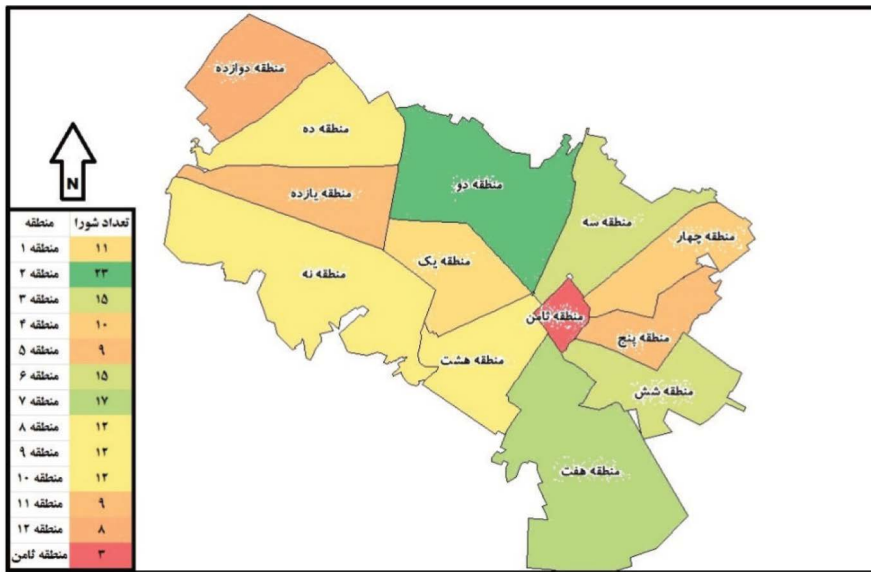 منطقه دوازده
منطقه ده
منطقه دو
منطقه یازده
منطقه سه
منطقه چهار
منطقه یک
منطقه نه
منطقه ثامن
منطقه پنج
منطقه هشت
منطقه شش
منطقه هفت
N
منطقه تعداد شورا
منطقه ۱ ۱۱
منطقه ۲ ۲۳
منطقه ۳ ۱۵
منطقه ۴ ۱۰
منطقه ۵ ۹
منطقه ۶ ۱۵
منطقه ۷ ۱۷
منطقه ۸ ۱۲
منطقه ۹ ۱۲
منطقه ۱۰ ۱۲
منطقه ۱۱ ۹
منطقه ۱۲ ۸
منطقه ثامن ۳